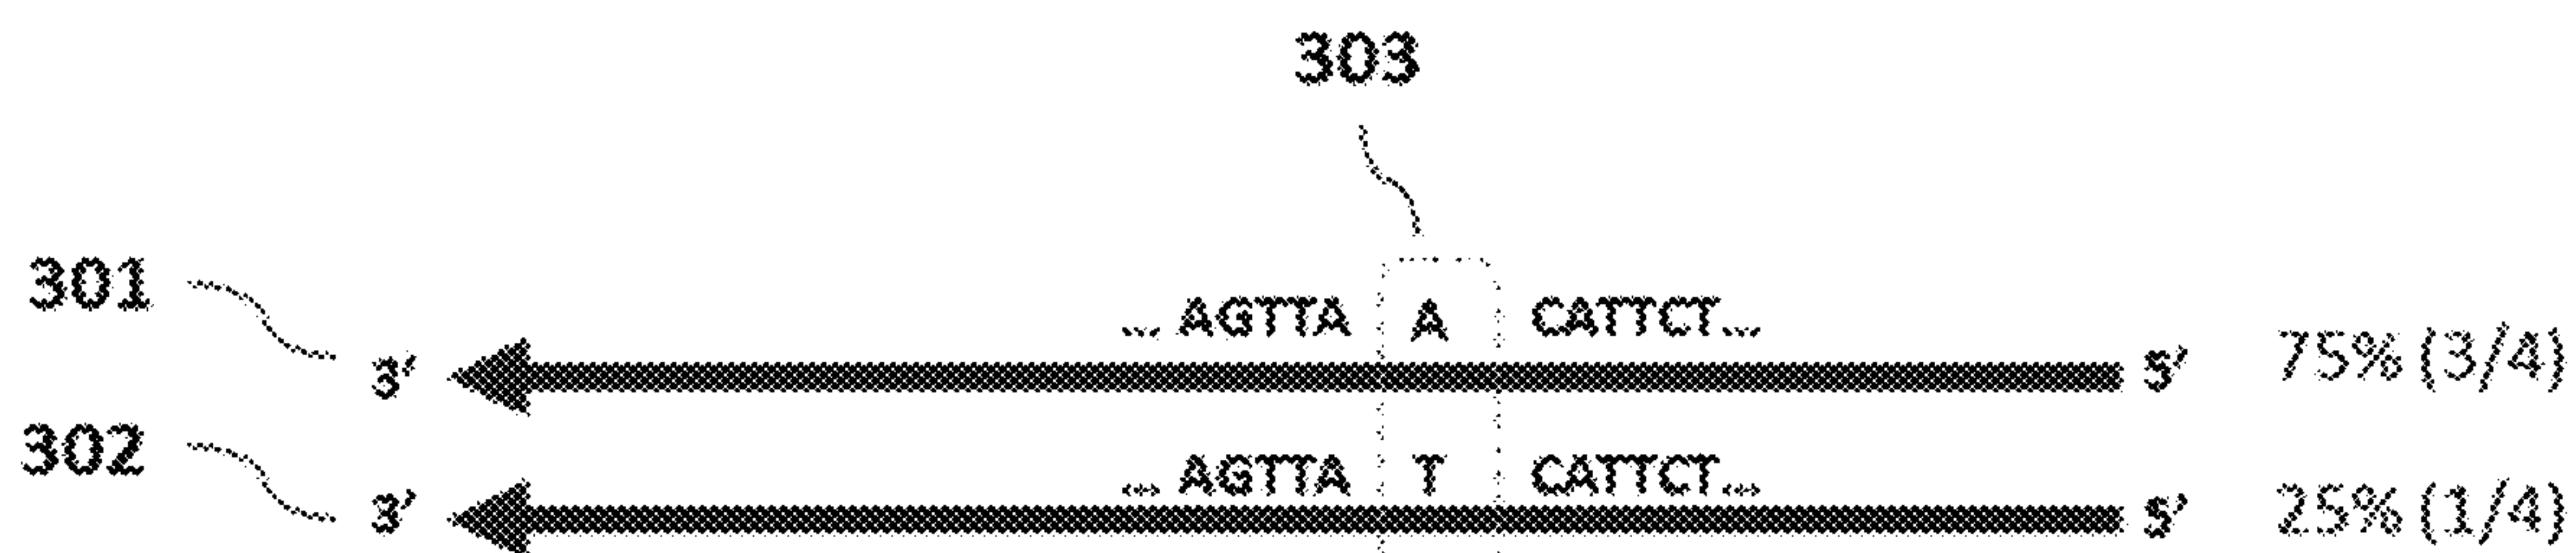 303
301
... AGTTA A CATTCT...
3' 5' 75% (3/4)
302
... AGTTA T CATTCT...
3' 5' 25% (1/4)